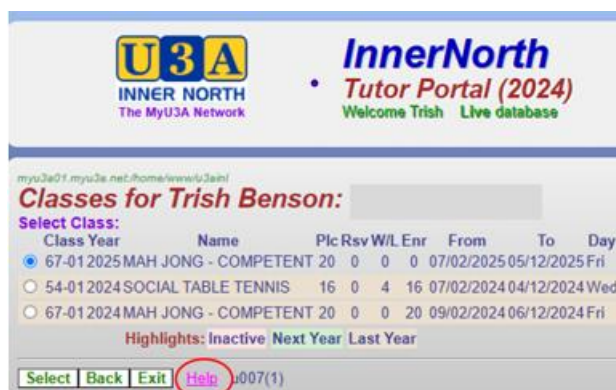 U3A
INNER NORTH
The MyU3A Network
InnerNorth
• Tutor Portal (2024)
Welcome Trish Live database
myu3a01.myu3a.net:/home/www/u3ainl
Classes for Trish Benson:
Select Class:
Class Year Name Plc Rsv W/L Enr From To Day
67-01 2025 MAH JONG - COMPETENT 20 0 0 0 07/02/2025 05/12/2025 Fri
54-01 2024 SOCIAL TABLE TENNIS 16 0 4 16 07/02/2024 04/12/2024 Wed
67-01 2024 MAH JONG - COMPETENT 20 0 0 20 09/02/2024 06/12/2024 Fri
Highlights: Inactive Next Year Last Year
Select Back Exit Help u007(1)